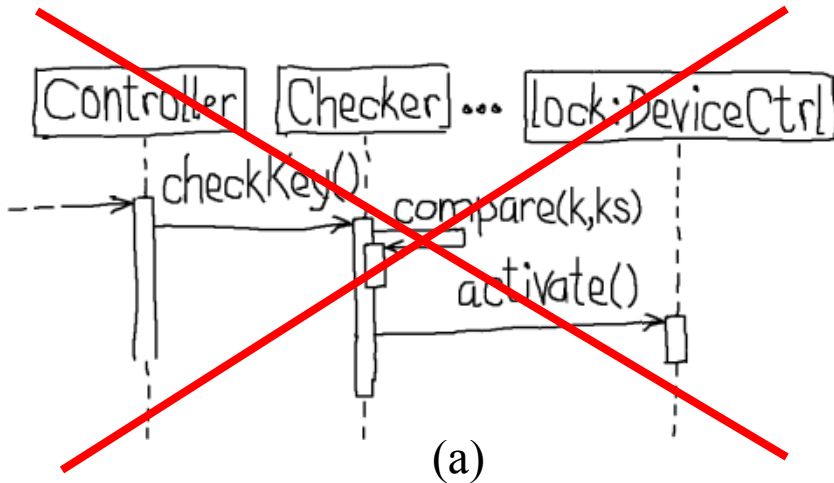 Controller Checker ... lock:DeviceCtrl
checkKey()
compare(k,ks)
activate()
(a)